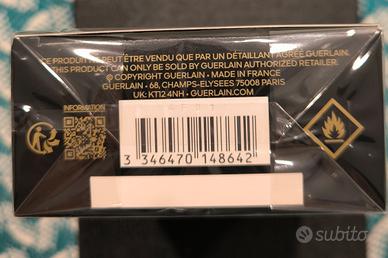 CE PRODUIT NE PEUT ÊTRE VENDU QUE PAR UN DÉTAILLANT AGRÉÉ GUERLAIN.
THIS PRODUCT CAN ONLY BE SOLD BY GUERLAIN AUTHORIZED RETAILER.
© COPYRIGHT GUERLAIN • MADE IN FRANCE
GUERLAIN • 68, CHAMPS-ELYSEES 75008 PARIS
UK: KT12 4NH • GUERLAIN.COM
INFORMATION
3 346470 148642
subito